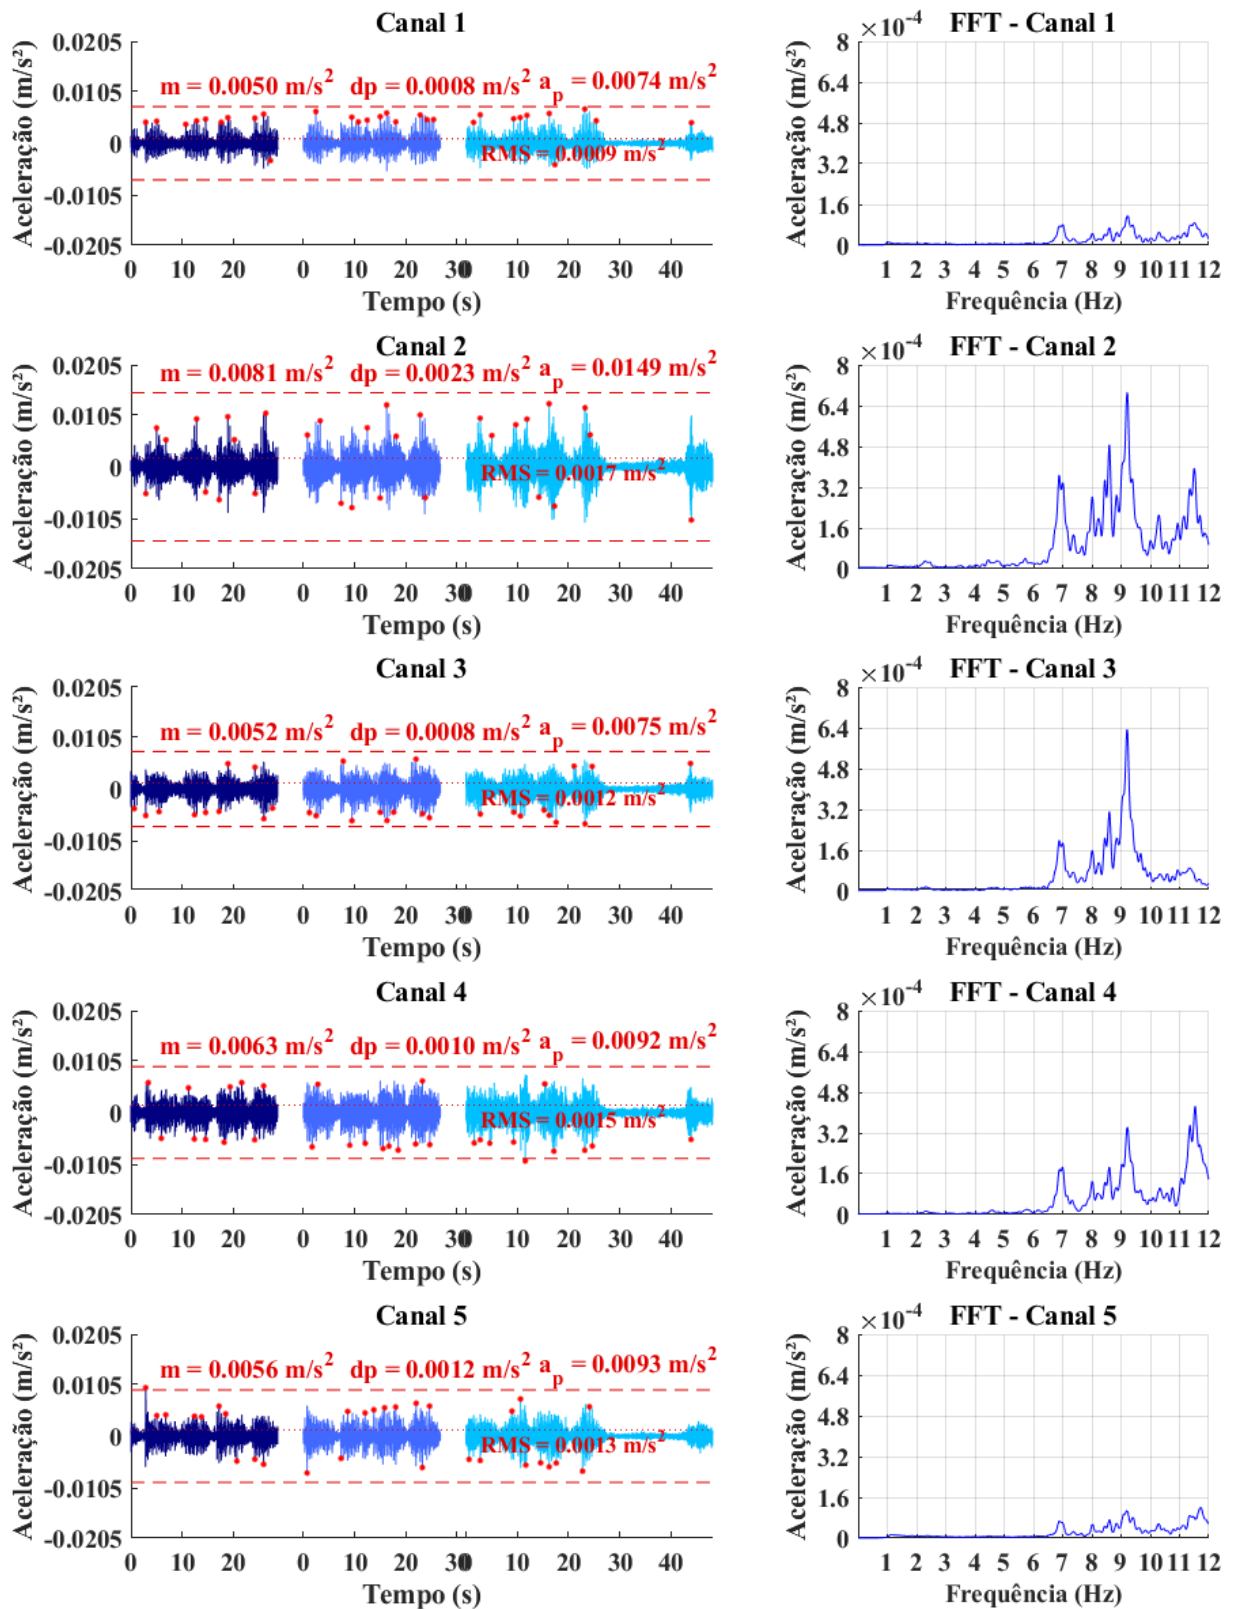 Canal 1
0.0205
0.0105
0
-0.0105
-0.0205
Aceleração (m/s²)
m = 0.0050 m/s² dp = 0.0008 m/s² a_p = 0.0074 m/s²
RMS = 0.0009 m/s²
0 10 20 0 10 20 30 0 10 20 30 40
Tempo (s)
FFT - Canal 1
×10⁻⁴
8
6.4
4.8
3.2
1.6
0
Aceleração (m/s²)
1 2 3 4 5 6 7 8 9 10 11 12
Frequência (Hz)
Canal 2
0.0205
0.0105
0
-0.0105
-0.0205
Aceleração (m/s²)
m = 0.0081 m/s² dp = 0.0023 m/s² a_p = 0.0149 m/s²
RMS = 0.0017 m/s²
0 10 20 0 10 20 30 0 10 20 30 40
Tempo (s)
FFT - Canal 2
×10⁻⁴
8
6.4
4.8
3.2
1.6
0
Aceleração (m/s²)
1 2 3 4 5 6 7 8 9 10 11 12
Frequência (Hz)
Canal 3
0.0205
0.0105
0
-0.0105
-0.0205
Aceleração (m/s²)
m = 0.0052 m/s² dp = 0.0008 m/s² a_p = 0.0075 m/s²
RMS = 0.0012 m/s²
0 10 20 0 10 20 30 0 10 20 30 40
Tempo (s)
FFT - Canal 3
×10⁻⁴
8
6.4
4.8
3.2
1.6
0
Aceleração (m/s²)
1 2 3 4 5 6 7 8 9 10 11 12
Frequência (Hz)
Canal 4
0.0205
0.0105
0
-0.0105
-0.0205
Aceleração (m/s²)
m = 0.0063 m/s² dp = 0.0010 m/s² a_p = 0.0092 m/s²
RMS = 0.0015 m/s²
0 10 20 0 10 20 30 0 10 20 30 40
Tempo (s)
FFT - Canal 4
×10⁻⁴
8
6.4
4.8
3.2
1.6
0
Aceleração (m/s²)
1 2 3 4 5 6 7 8 9 10 11 12
Frequência (Hz)
Canal 5
0.0205
0.0105
0
-0.0105
-0.0205
Aceleração (m/s²)
m = 0.0056 m/s² dp = 0.0012 m/s² a_p = 0.0093 m/s²
RMS = 0.0013 m/s²
0 10 20 0 10 20 30 0 10 20 30 40
Tempo (s)
FFT - Canal 5
×10⁻⁴
8
6.4
4.8
3.2
1.6
0
Aceleração (m/s²)
1 2 3 4 5 6 7 8 9 10 11 12
Frequência (Hz)